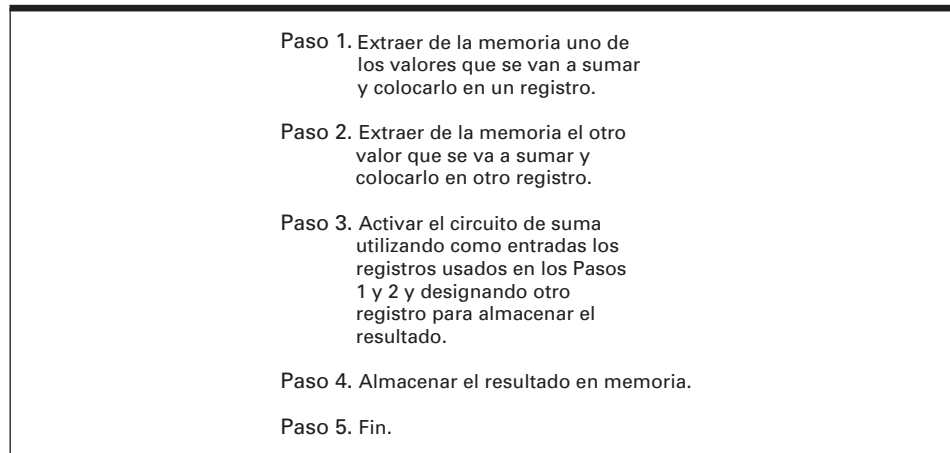 Paso 1. Extraer de la memoria uno de
los valores que se van a sumar
y colocarlo en un registro.
Paso 2. Extraer de la memoria el otro
valor que se va a sumar y
colocarlo en otro registro.
Paso 3. Activar el circuito de suma
utilizando como entradas los
registros usados en los Pasos
1 y 2 y designando otro
registro para almacenar el
resultado.
Paso 4. Almacenar el resultado en memoria.
Paso 5. Fin.